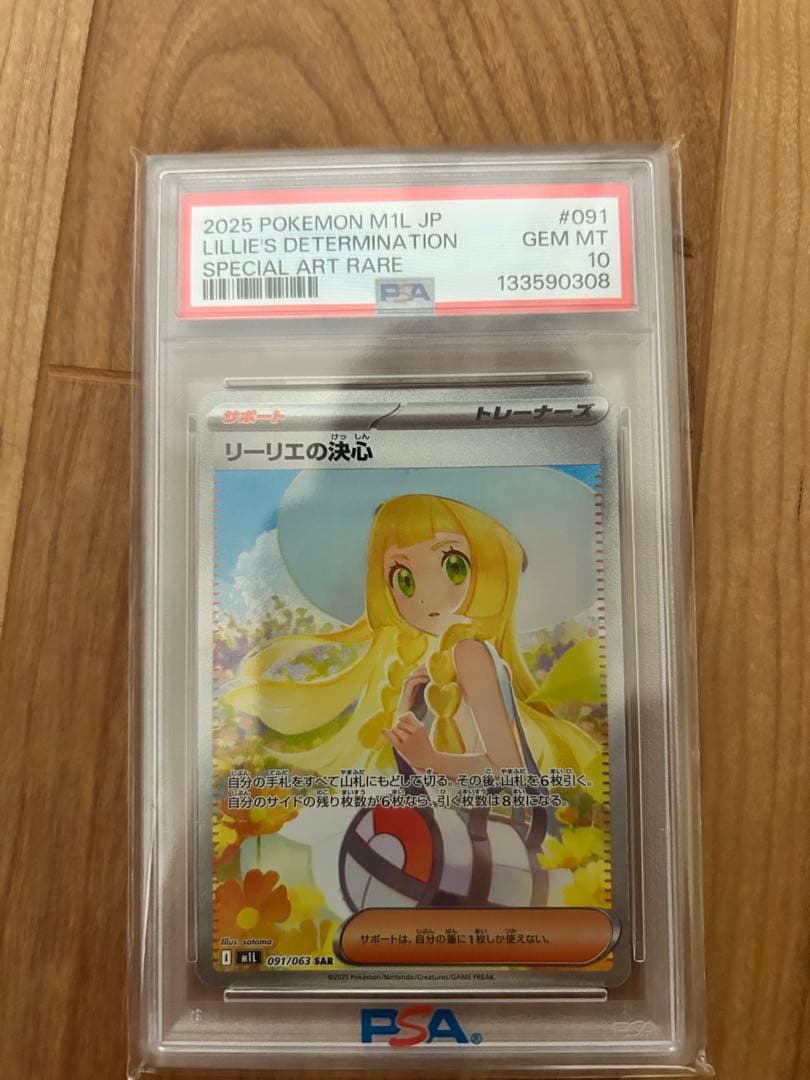 2025 POKEMON M1L JP #091
LILLIE'S DETERMINATION GEM MT
SPECIAL ART RARE 10
PSA 133590308
サポート トレーナーズ
リーリエの決心
けっしん
自分の手札をすべて山札にもどして切る。その後、山札を6枚引く。
自分のサイドの残り枚数が6枚なら、引く枚数は8枚になる。
サポートは、自分の番に1枚しか使えない。
Illus. satoma
I m1L 091/063 SAR
©2025 Pokémon/Nintendo/Creatures/GAME FREAK.
PSA®